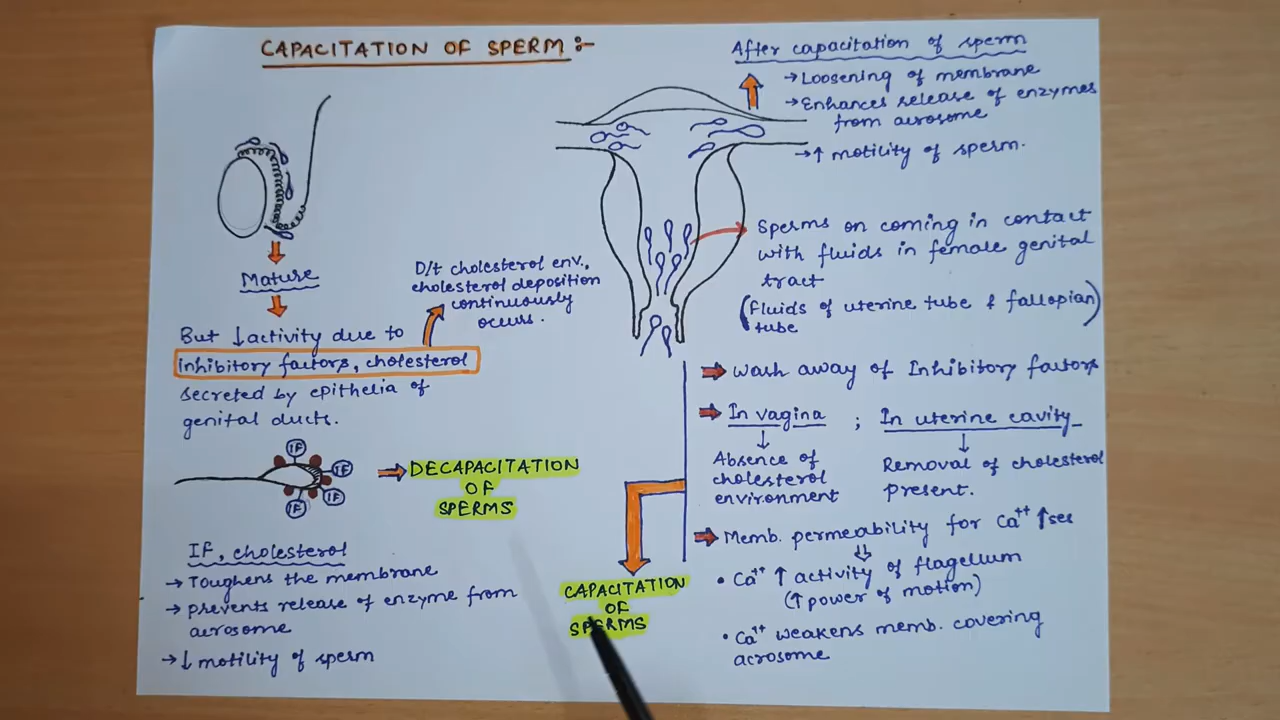 CAPACITATION OF SPERM :-
Mature
But ↓activity due to
inhibitory factors, cholesterol
secreted by epithelia of
genital ducts.
D/t cholesterol env.,
cholesterol deposition
continuously
occurs.
IF
IF
IF
IF
DECAPACITATION
OF
SPERMS
IF, cholesterol
→ Toughens the membrane
→ prevents release of enzyme from
acrosome
→ ↓ motility of sperm
After capacitation of sperm
→ Loosening of membrane
→ Enhances release of enzymes
from acrosome
→ ↑ motility of sperm.
Sperms on coming in contact
with fluids in female genital
tract
(Fluids of uterine tube & fallopian)
tube
Wash away of Inhibitory factors
In vagina ; In uterine cavity
Absence of
cholesterol
environment
Removal of cholesterol
present.
Memb. permeability for Ca++ ↑ses
• Ca++ ↑ activity of flagellum
(↑ power of motion)
• Ca++ weakens memb. covering
acrosome
CAPACITATION
OF
SPERMS